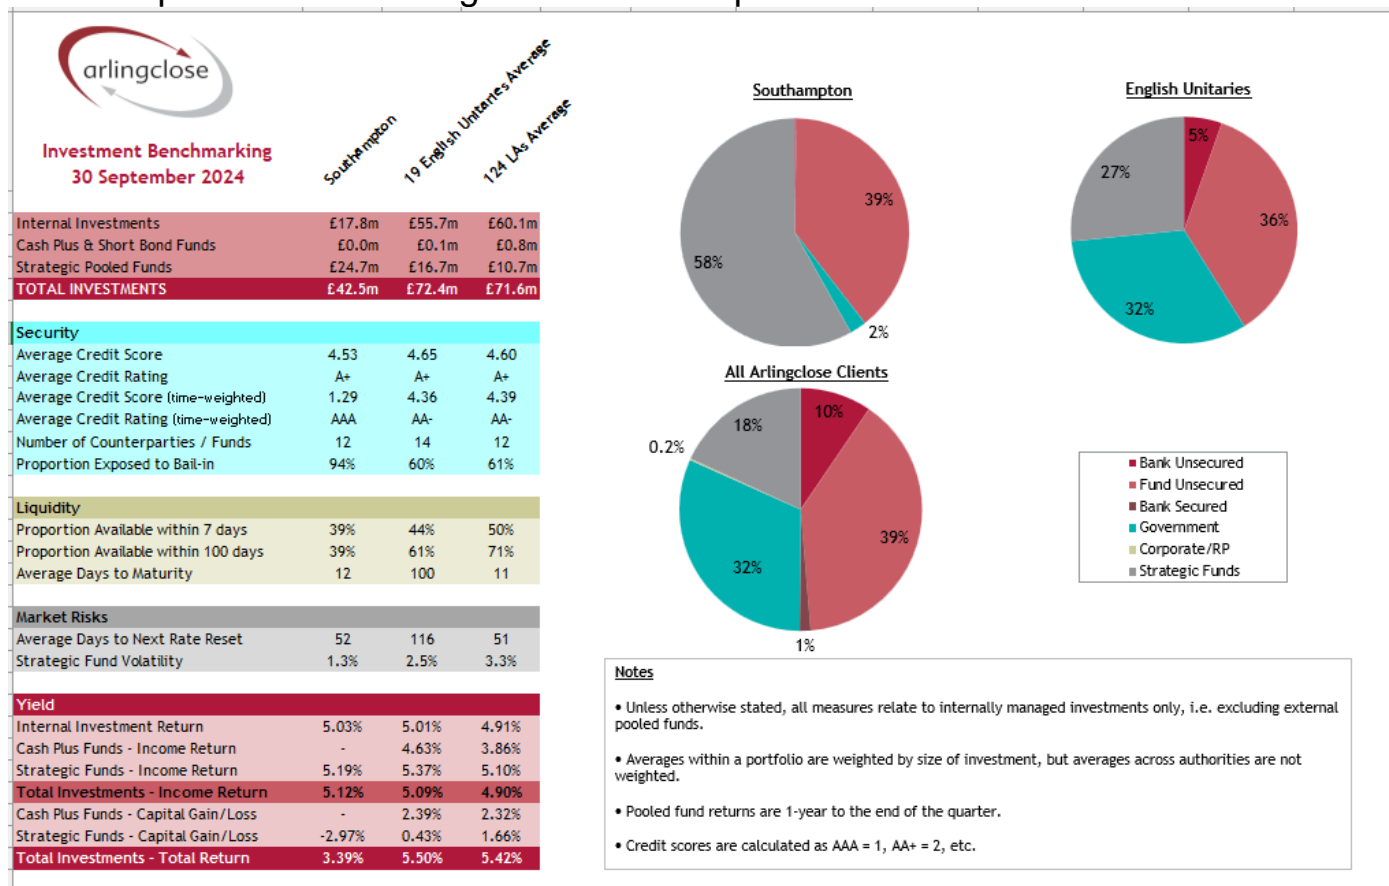 arlingclose
Investment Benchmarking
30 September 2024
Southampton
19 English Unitaries Average
124 LAs Average
Internal Investments £17.8m £55.7m £60.1m
Cash Plus & Short Bond Funds £0.0m £0.1m £0.8m
Strategic Pooled Funds £24.7m £16.7m £10.7m
TOTAL INVESTMENTS £42.5m £72.4m £71.6m
Security
Average Credit Score 4.53 4.65 4.60
Average Credit Rating A+ A+ A+
Average Credit Score (time-weighted) 1.29 4.36 4.39
Average Credit Rating (time-weighted) AAA AA- AA-
Number of Counterparties / Funds 12 14 12
Proportion Exposed to Bail-in 94% 60% 61%
Liquidity
Proportion Available within 7 days 39% 44% 50%
Proportion Available within 100 days 39% 61% 71%
Average Days to Maturity 12 100 11
Market Risks
Average Days to Next Rate Reset 52 116 51
Strategic Fund Volatility 1.3% 2.5% 3.3%
Yield
Internal Investment Return 5.03% 5.01% 4.91%
Cash Plus Funds - Income Return - 4.63% 3.86%
Strategic Funds - Income Return 5.19% 5.37% 5.10%
Total Investments - Income Return 5.12% 5.09% 4.90%
Cash Plus Funds - Capital Gain/Loss - 2.39% 2.32%
Strategic Funds - Capital Gain/Loss -2.97% 0.43% 1.66%
Total Investments - Total Return 3.39% 5.50% 5.42%
Southampton
39%
58%
2%
English Unitaries
5%
27%
36%
32%
All Arlingclose Clients
10%
18%
0.2%
39%
32%
1%
Bank Unsecured
Fund Unsecured
Bank Secured
Government
Corporate/RP
Strategic Funds
Notes
• Unless otherwise stated, all measures relate to internally managed investments only, i.e. excluding external
pooled funds.
• Averages within a portfolio are weighted by size of investment, but averages across authorities are not
weighted.
• Pooled fund returns are 1-year to the end of the quarter.
• Credit scores are calculated as AAA = 1, AA+ = 2, etc.